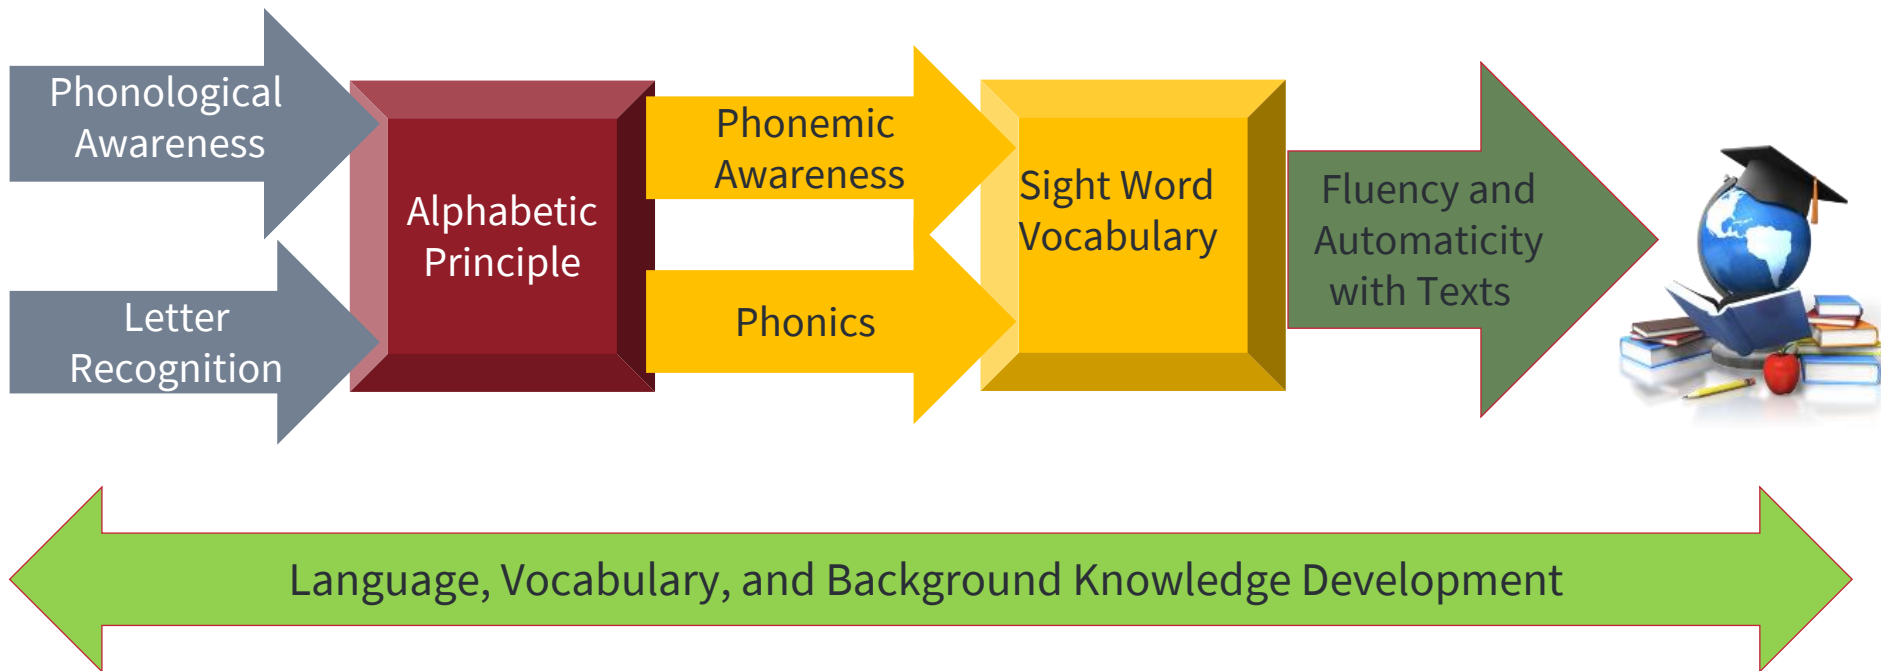 Phonological
Awareness
Letter
Recognition
Alphabetic
Principle
Phonemic
Awareness
Phonics
Sight Word
Vocabulary
Fluency and
Automaticity
with Texts
Language, Vocabulary, and Background Knowledge Development